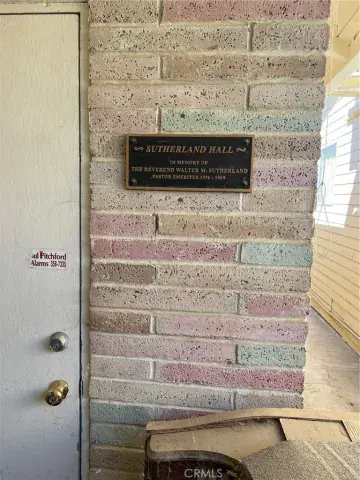 SUTHERLAND HALL
IN MEMORY OF
THE REVEREND WALTER M. SUTHERLAND
PASTOR EMERITUS
Pitchford
Alarms
CRMLS